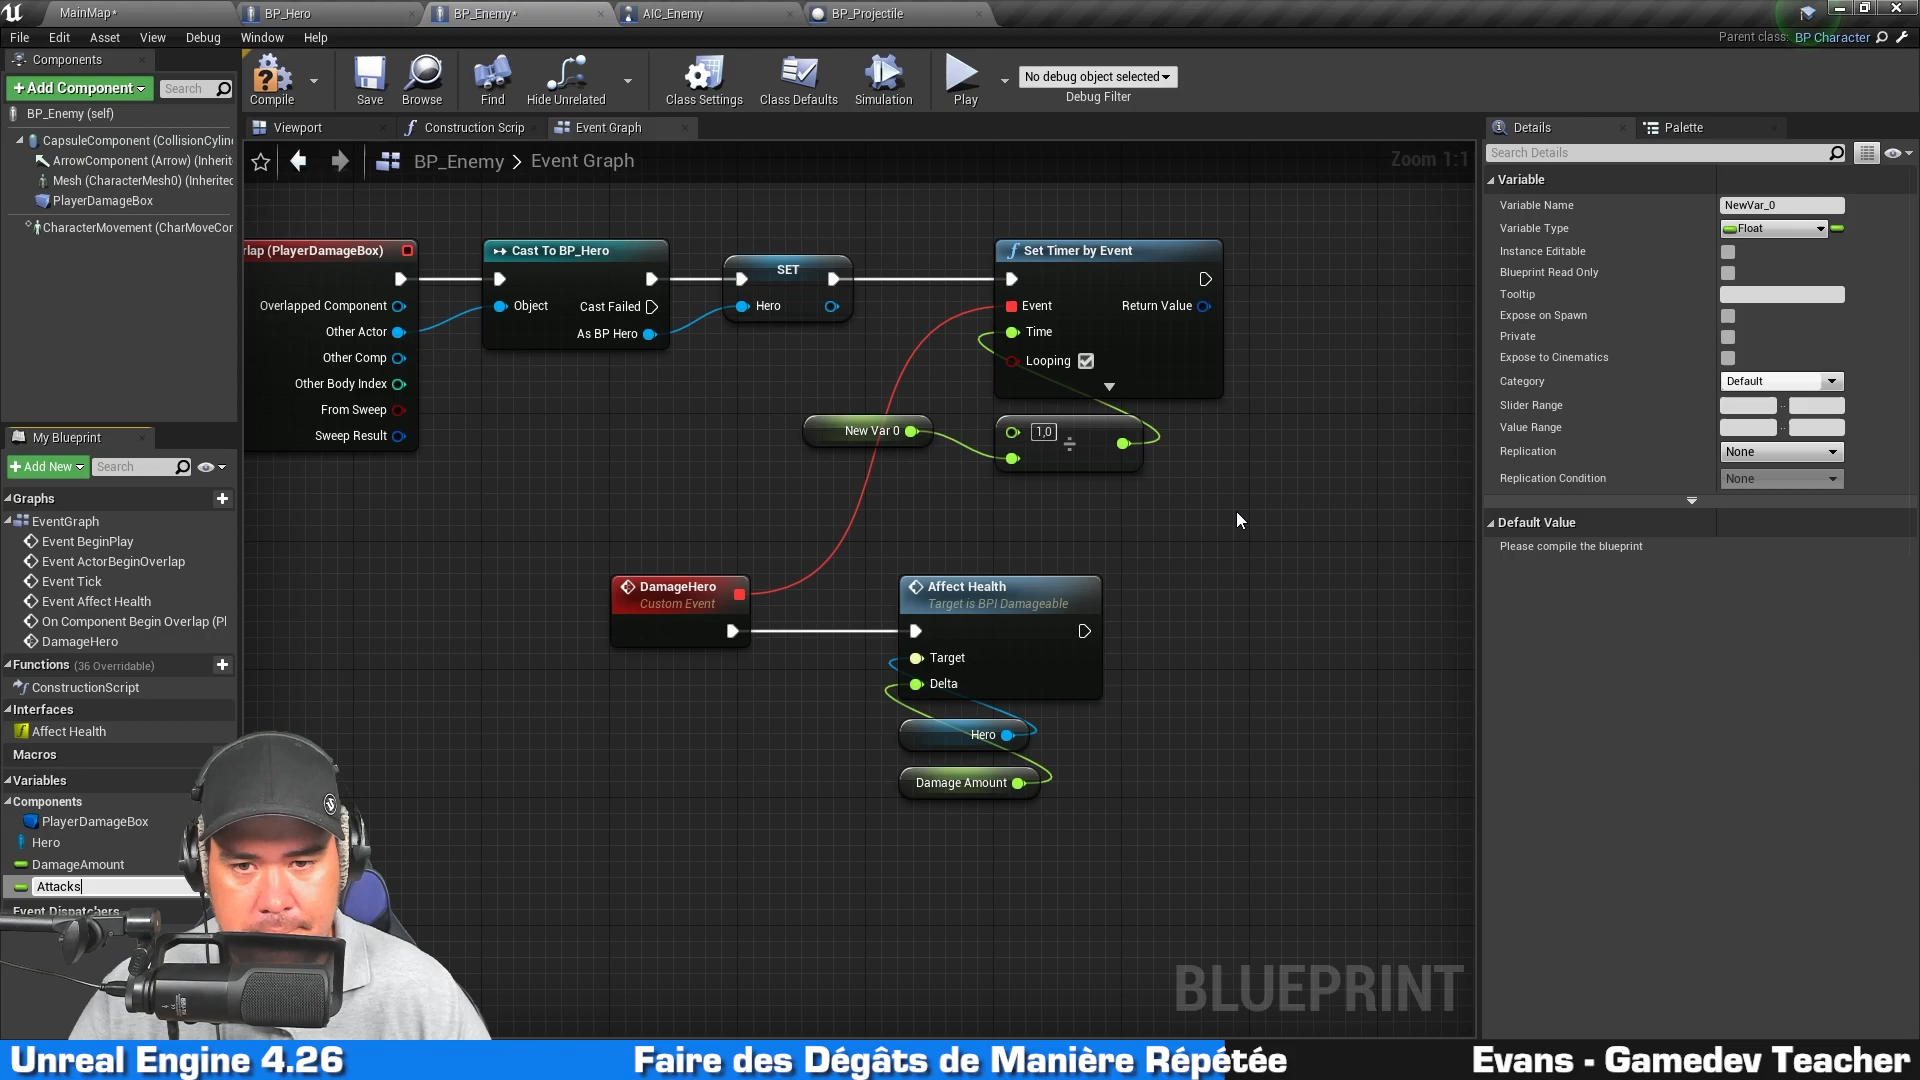 MainMap*
BP_Hero
BP_Enemy*
AIC_Enemy
BP_Projectile
File
Edit
Asset
View
Debug
Window
Help
Parent class:
BP Character
Components
+ Add Component
Search
BP_Enemy (self)
CapsuleComponent (CollisionCylin
ArrowComponent (Arrow) (Inherit
Mesh (CharacterMesh0) (Inherited
PlayerDamageBox
CharacterMovement (CharMoveCor
Compile
Save
Browse
Find
Hide Unrelated
Class Settings
Class Defaults
Simulation
Play
No debug object selected
Debug Filter
Viewport
Construction Scrip
Event Graph
BP_Enemy > Event Graph
Zoom 1:1
rlap (PlayerDamageBox)
Overlapped Component
Other Actor
Other Comp
Other Body Index
From Sweep
Sweep Result
Cast To BP_Hero
Object
Cast Failed
As BP Hero
SET
Hero
Set Timer by Event
Event
Return Value
Time
Looping
New Var 0
1,0
DamageHero
Custom Event
Affect Health
Target is BPI Damageable
Target
Delta
Hero
Damage Amount
BLUEPRINT
My Blueprint
+ Add New
Search
Graphs
EventGraph
Event BeginPlay
Event ActorBeginOverlap
Event Tick
Event Affect Health
On Component Begin Overlap (Pl
DamageHero
Functions (36 Overridable)
ConstructionScript
Interfaces
Affect Health
Macros
Variables
Components
PlayerDamageBox
Hero
DamageAmount
Attacks
Event Dispatchers
Details
Palette
Search Details
Variable
Variable Name
NewVar_0
Variable Type
Float
Instance Editable
Blueprint Read Only
Tooltip
Expose on Spawn
Private
Expose to Cinematics
Category
Default
Slider Range
Value Range
Replication
None
Replication Condition
None
Default Value
Please compile the blueprint
Unreal Engine 4.26
Faire des Dégâts de Manière Répétée
Evans - Gamedev Teacher